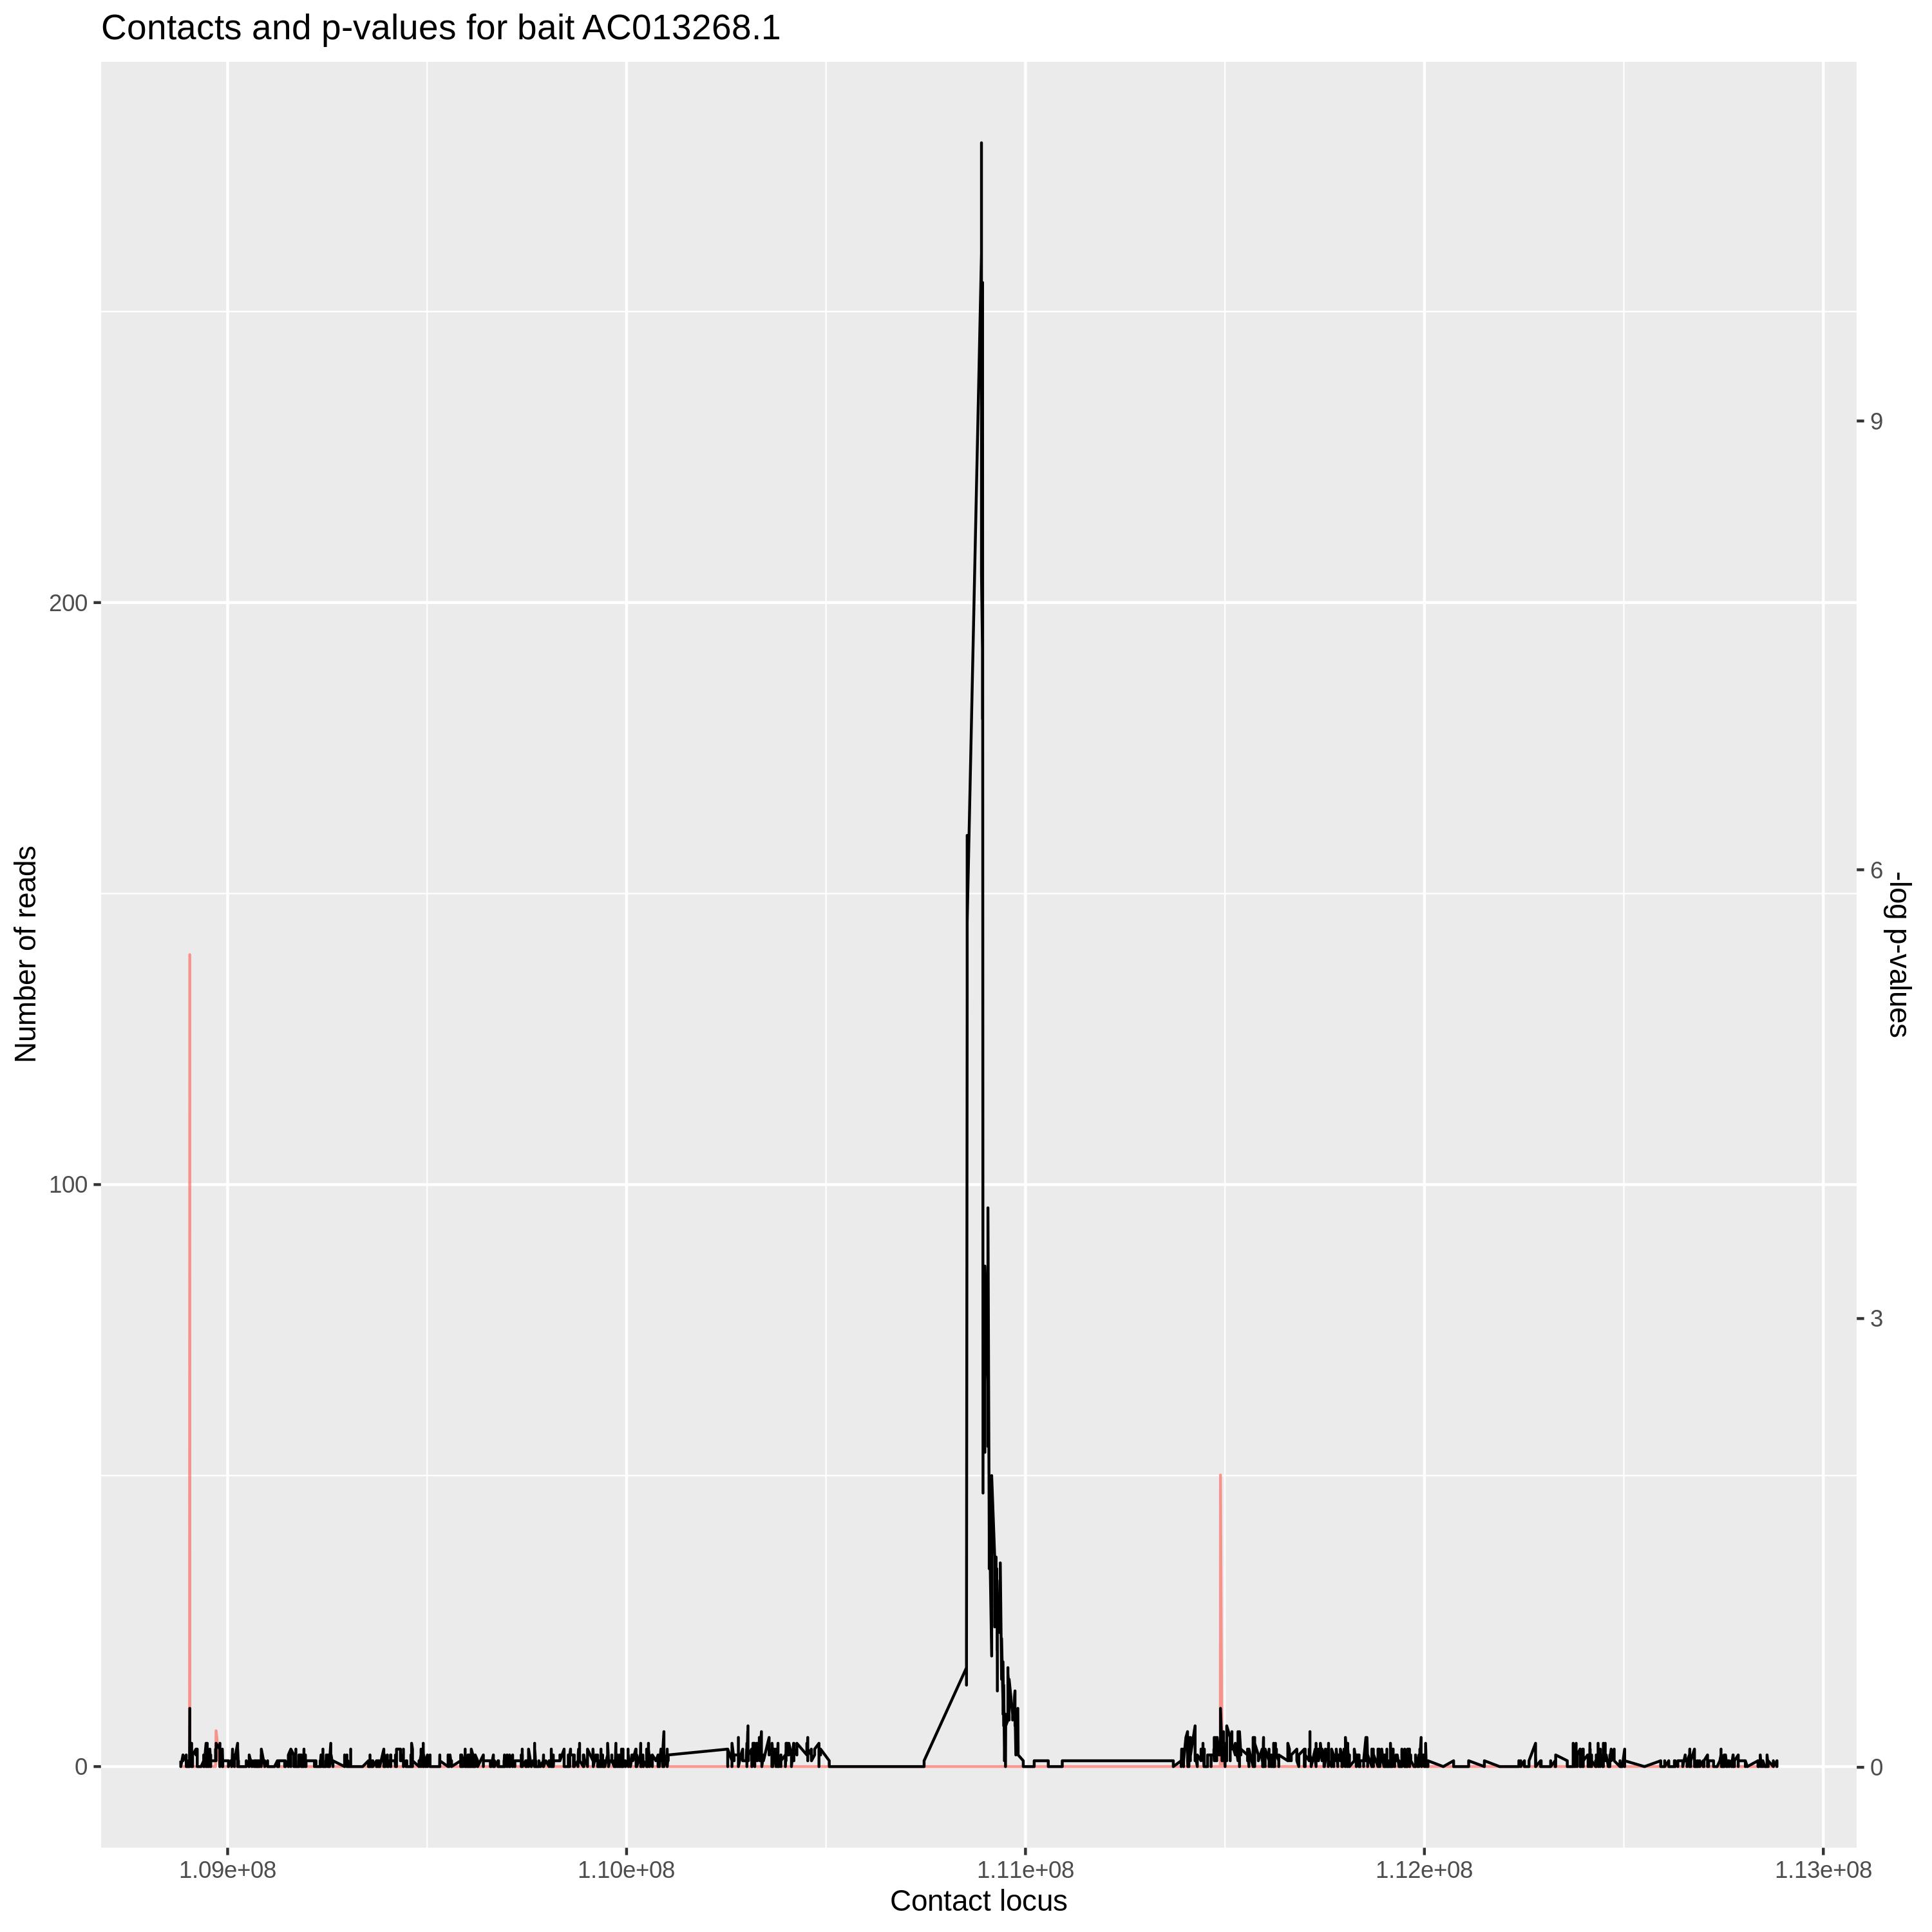 Contacts and p-values for bait AC013268.1
Number of reads
200
100
0
9
6
3
0
-log p-values
1.09e+08
1.10e+08
1.11e+08
1.12e+08
1.13e+08
Contact locus